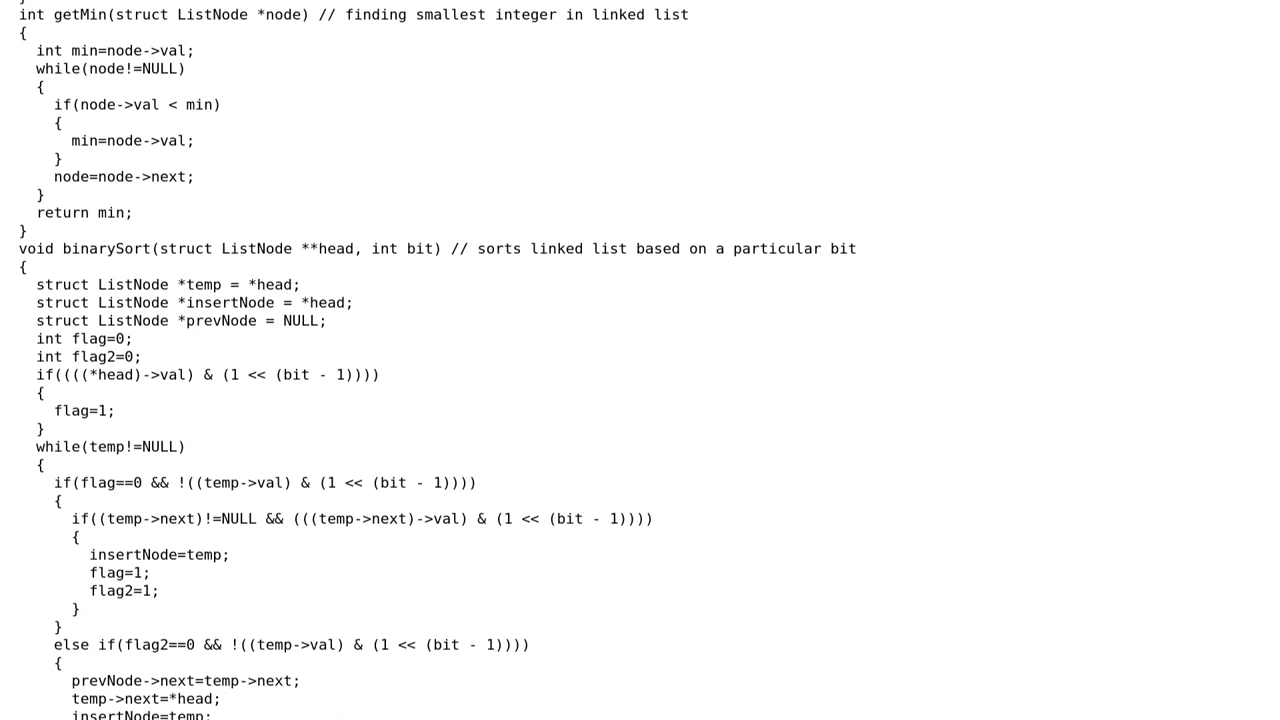 int getMin(struct ListNode *node) // finding smallest integer in linked list
{
int min=node->val;
while(node!=NULL)
{
if(node->val < min)
{
min=node->val;
}
node=node->next;
}
return min;
}
void binarySort(struct ListNode **head, int bit) // sorts linked list based on a particular bit
{
struct ListNode *temp = *head;
struct ListNode *insertNode = *head;
struct ListNode *prevNode = NULL;
int flag=0;
int flag2=0;
if((((*head)->val) & (1 << (bit - 1))))
{
flag=1;
}
while(temp!=NULL)
{
if(flag==0 && !((temp->val) & (1 << (bit - 1))))
{
if((temp->next)!=NULL && (((temp->next)->val) & (1 << (bit - 1))))
{
insertNode=temp;
flag=1;
flag2=1;
}
}
else if(flag2==0 && !((temp->val) & (1 << (bit - 1))))
{
prevNode->next=temp->next;
temp->next=*head;
insertNode=temp;